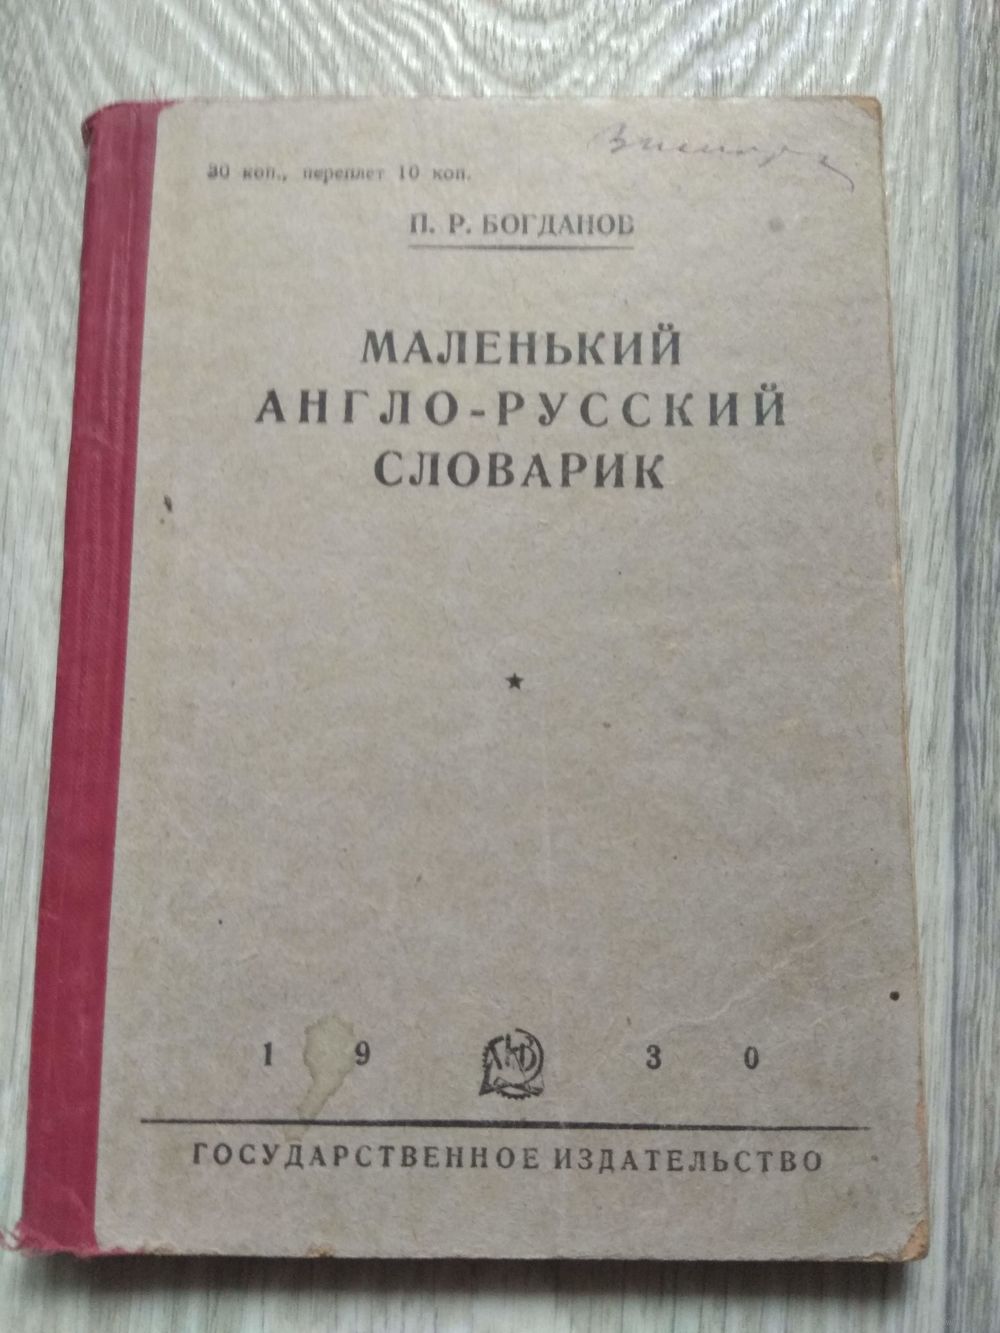 30 коп., переплет 10 коп.
П. Р. БОГДАНОВ
МАЛЕНЬКИЙ
АНГЛО-РУССКИЙ
СЛОВАРИК
1 9 3 0
ГОСУДАРСТВЕННОЕ ИЗДАТЕЛЬСТВО